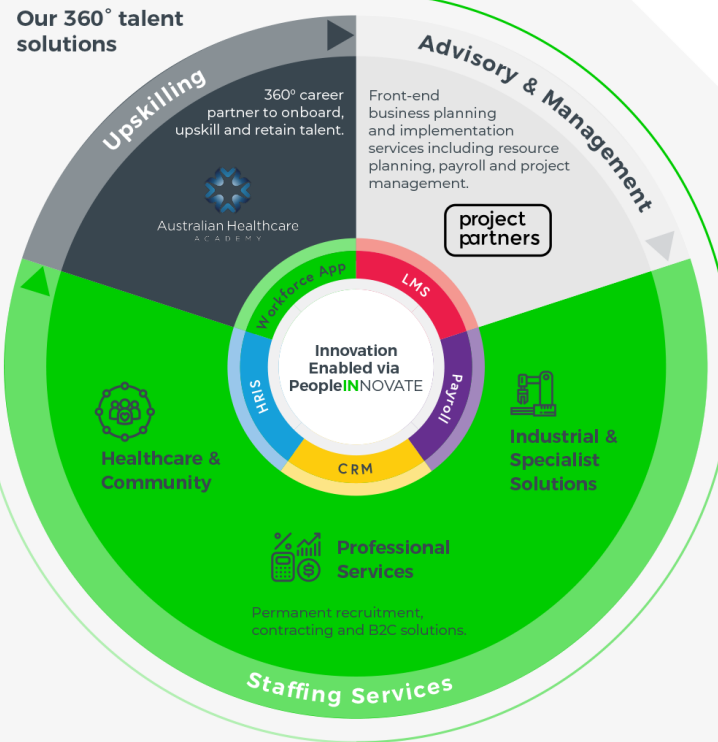 Our 360° talent
solutions
Upskilling
360° career
partner to onboard,
upskill and retain talent.
Australian Healthcare
ACADEMY
Advisory & Management
Front-end
business planning
and implementation
services including resource
planning, payroll and project
management.
project
partners
Workforce App
LMS
Payroll
CRM
HRIS
Innovation
Enabled via
PeopleINNOVATE
Healthcare &
Community
Industrial &
Specialist
Solutions
Professional
Services
Permanent recruitment,
contracting and B2C solutions.
Staffing Services